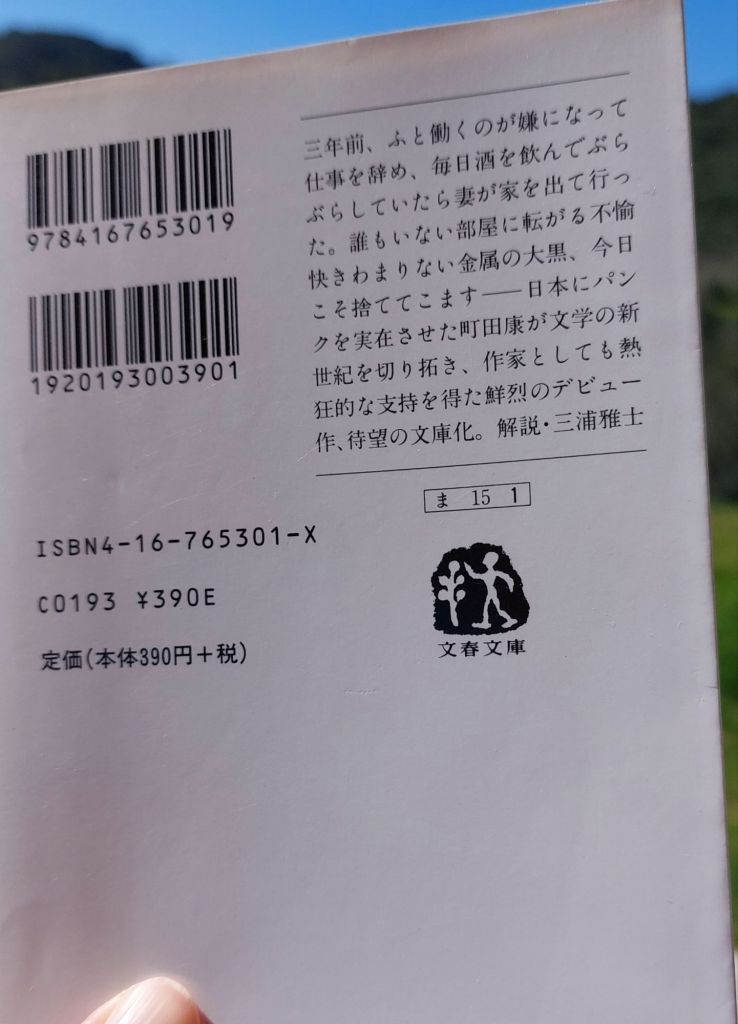 9784167653019
1920193003901
ISBN4-16-765301-X
C0193 ¥390E
定価(本体390円+税)
三年前、ふと働くのが嫌になって
仕事を辞め、毎日酒を飲んでぶら
ぶらしていたら妻が家を出て行っ
た。誰もいない部屋に転がる不愉
快きわまりない金属の大黒、今日
こそ捨ててこます——日本にパン
クを実在させた町田康が文学の新
世紀を切り拓き、作家としても熱
狂的な支持を得た鮮烈のデビュー
作、待望の文庫化。解説・三浦雅士
ま 15 1
文春文庫